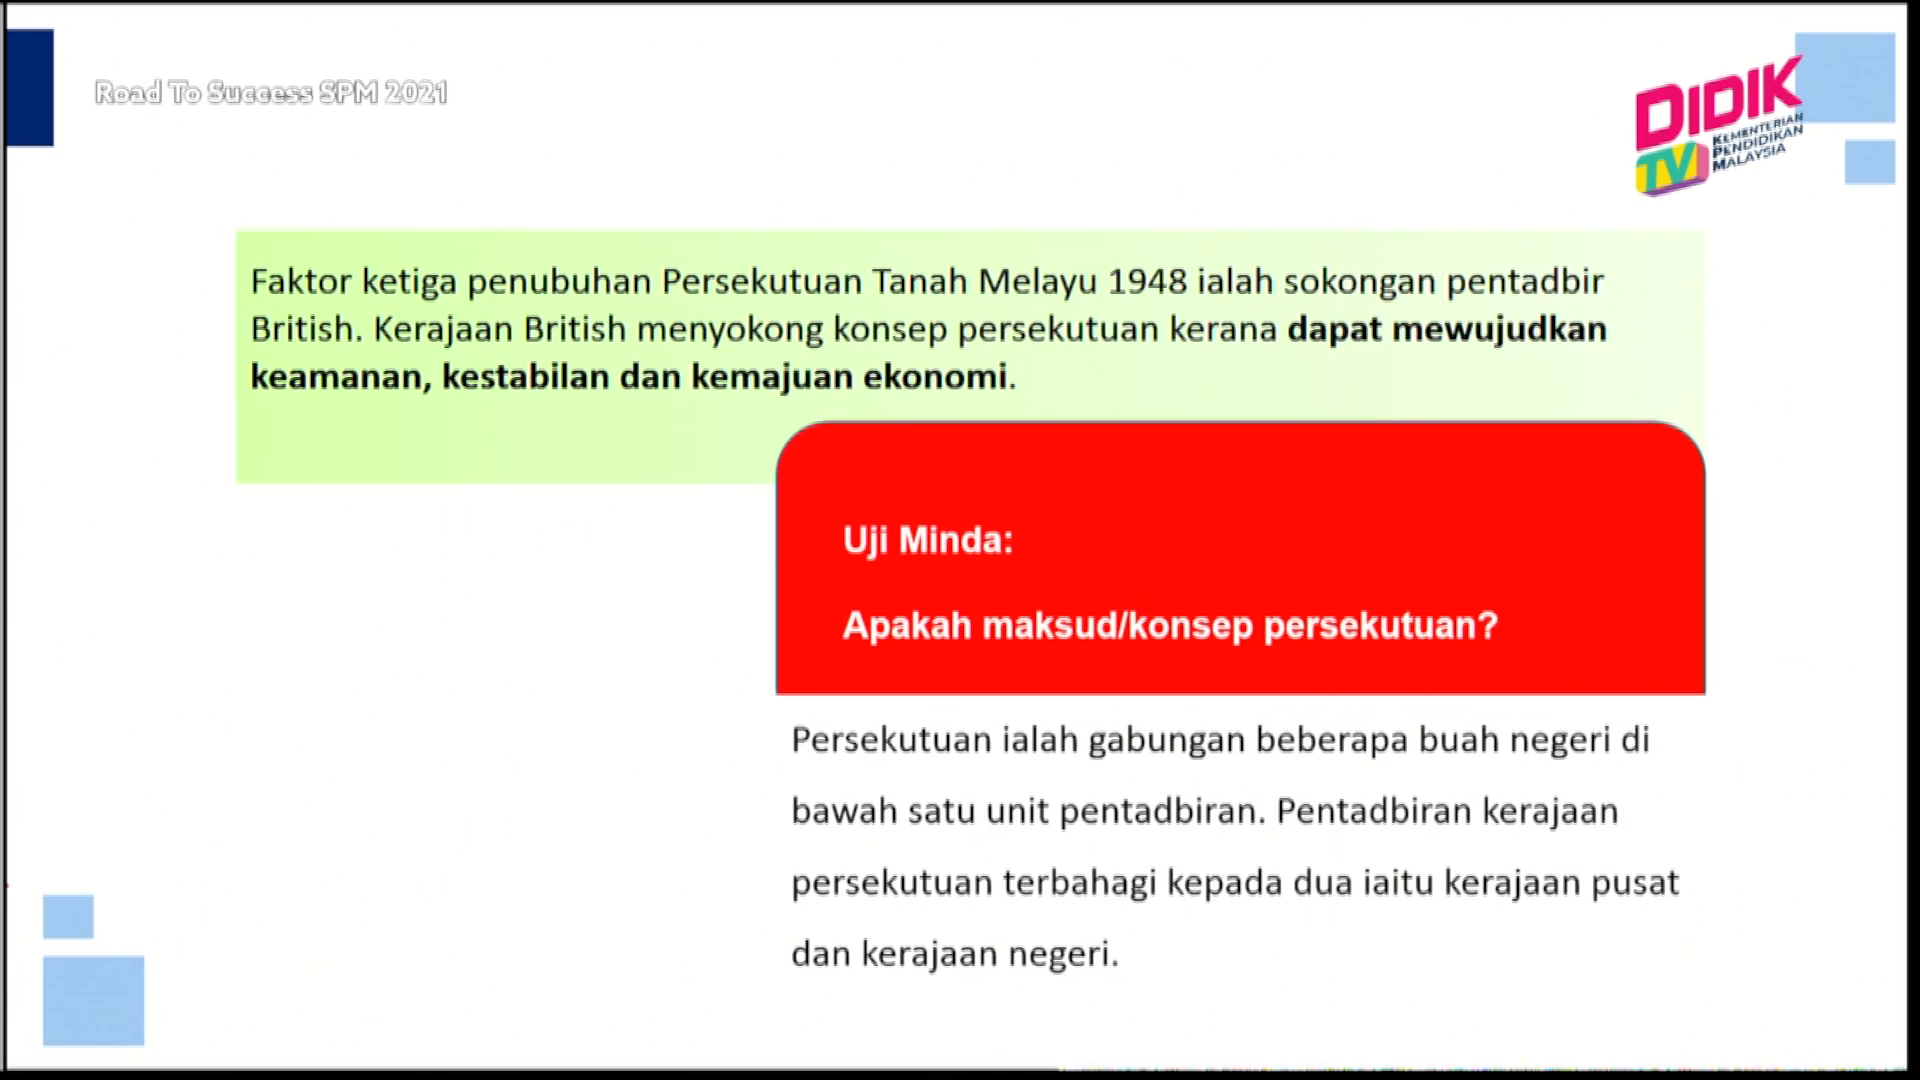 Road To Success SPM 2021
DIDIK
TV
KEMENTERIAN
PENDIDIKAN
MALAYSIA
Faktor ketiga penubuhan Persekutuan Tanah Melayu 1948 ialah sokongan pentadbir
British. Kerajaan British menyokong konsep persekutuan kerana dapat mewujudkan
keamanan, kestabilan dan kemajuan ekonomi.
Uji Minda:
Apakah maksud/konsep persekutuan?
Persekutuan ialah gabungan beberapa buah negeri di
bawah satu unit pentadbiran. Pentadbiran kerajaan
persekutuan terbahagi kepada dua iaitu kerajaan pusat
dan kerajaan negeri.